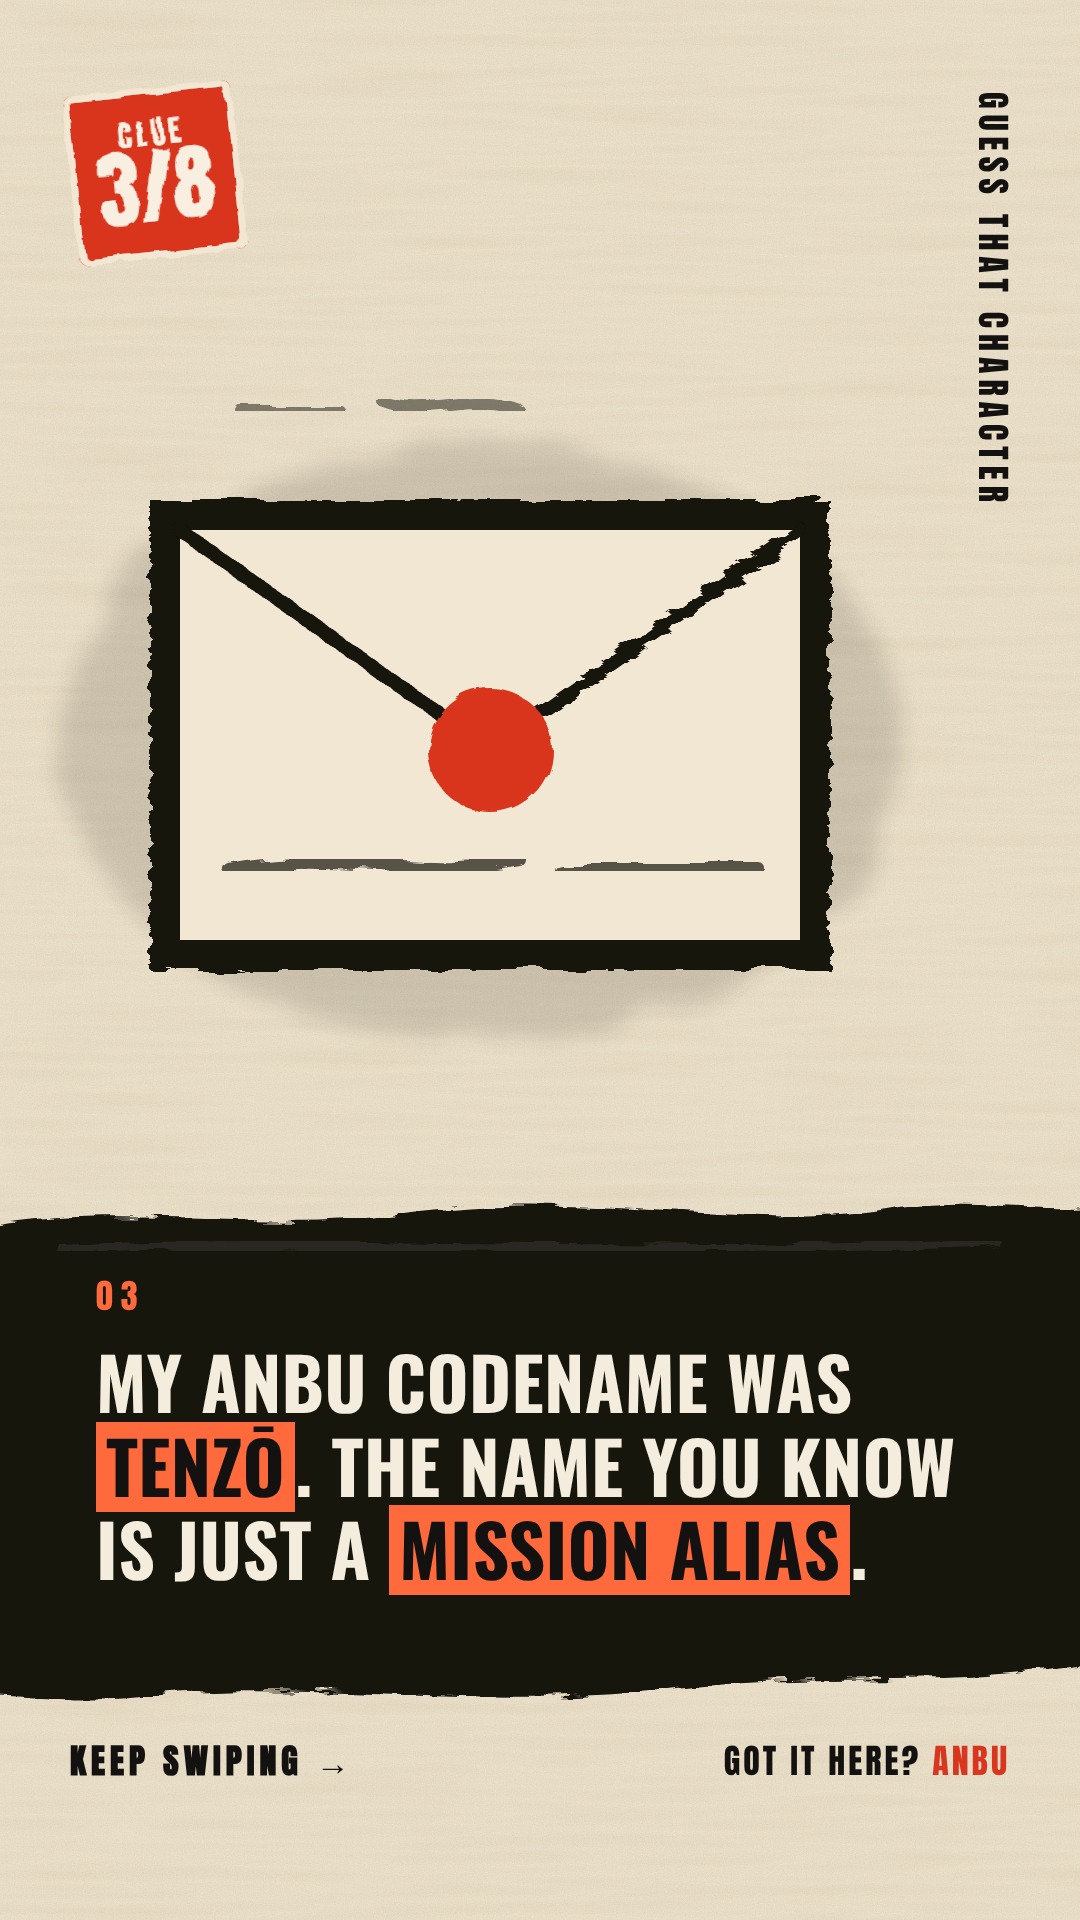 CLUE
3/8
GUESS THAT CHARACTER
03
MY ANBU CODENAME WAS
TENZŌ. THE NAME YOU KNOW
IS JUST A MISSION ALIAS.
KEEP SWIPING →
GOT IT HERE? ANBU